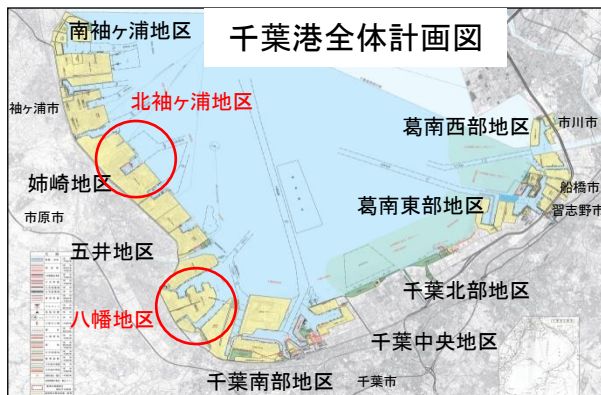 千葉港全体計画図
南袖ヶ浦地区
袖ヶ浦市
北袖ヶ浦地区
姉崎地区
市原市
五井地区
八幡地区
千葉南部地区
千葉市
千葉中央地区
千葉北部地区
葛南東部地区
葛南西部地区
市川市
船橋市
習志野市